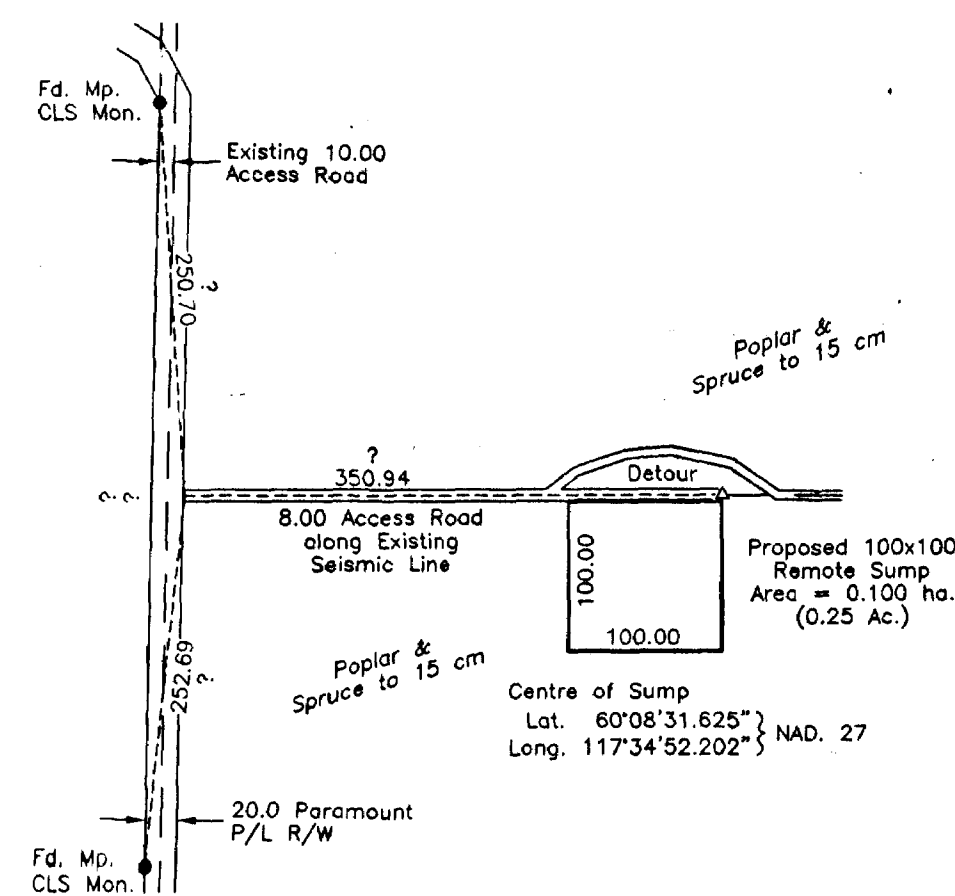 Fd. Mp.
CLS Mon.
Existing 10.00
Access Road
250.70
?
Poplar &
Spruce to 15 cm
?
350.94
Detour
? ?
8.00 Access Road
along Existing
Seismic Line
100.00
100.00
Proposed 100x100
Remote Sump
Area = 0.100 ha.
(0.25 Ac.)
252.69
?
Poplar &
Spruce to 15 cm
Centre of Sump
Lat. 60°08'31.625"
Long. 117°34'52.202"
NAD. 27
20.0 Paramount
P/L R/W
Fd. Mp.
CLS Mon.